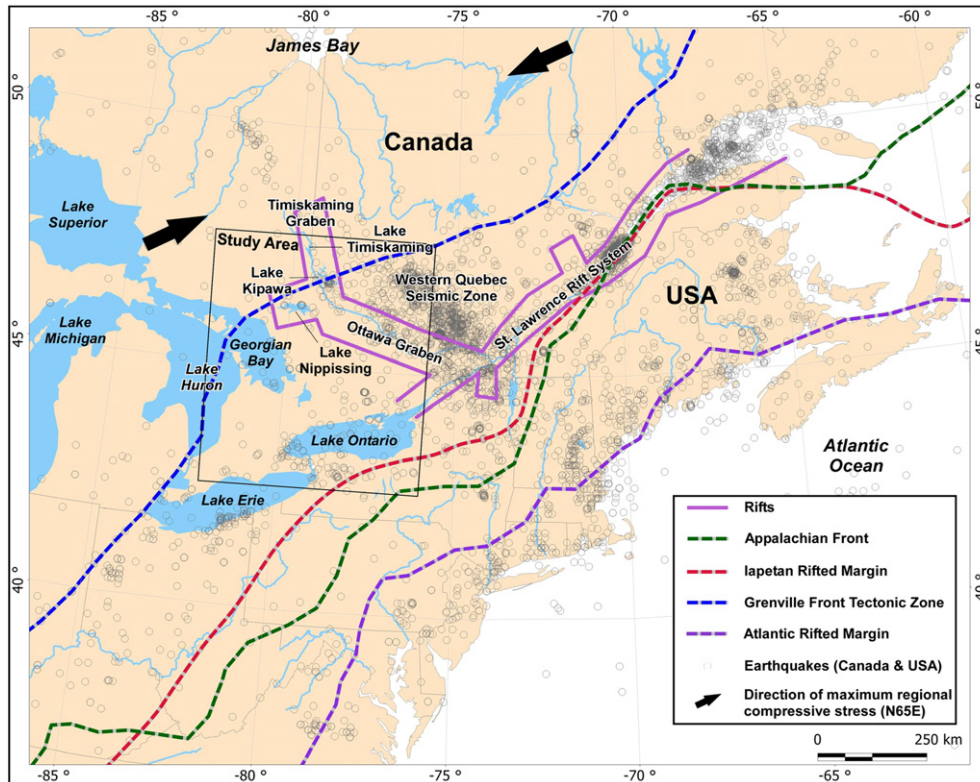 -85 °
-80
-75
-70
-65
-60 °
James Bay
50°
50°
Canada
Lake
Superior
Timiskaming
Graben
Study Area
Lake
Timiskaming
Lake
Kipawa
Western Quebec
Seismic Zone
St. Lawrence Rift System
USA
Lake
Michigan
45°
45°
Georgian
Bay
Ottawa Graben
Lake
Nippissing
Lake
Huron
Lake Ontario
Atlantic
Ocean
Lake Erie
Rifts
Appalachian Front
Iapetan Rifted Margin
40°
40°
Grenville Front Tectonic Zone
Atlantic Rifted Margin
Earthquakes (Canada & USA)
Direction of maximum regional
compressive stress (N65E)
0 250 km
-85 °
-80
-75
-70
-65 °